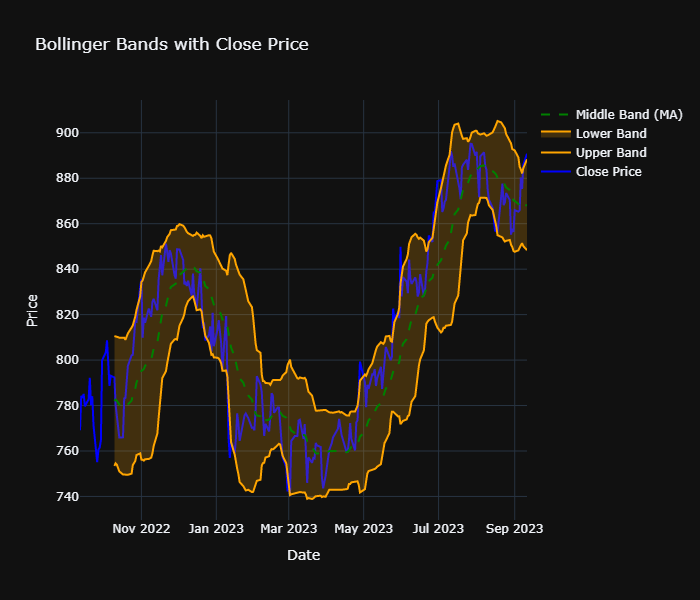 Bollinger Bands with Close Price
Middle Band (MA)
Lower Band
Upper Band
Close Price
900
880
860
840
820
800
780
760
740
Price
Nov 2022 Jan 2023 Mar 2023 May 2023 Jul 2023 Sep 2023
Date